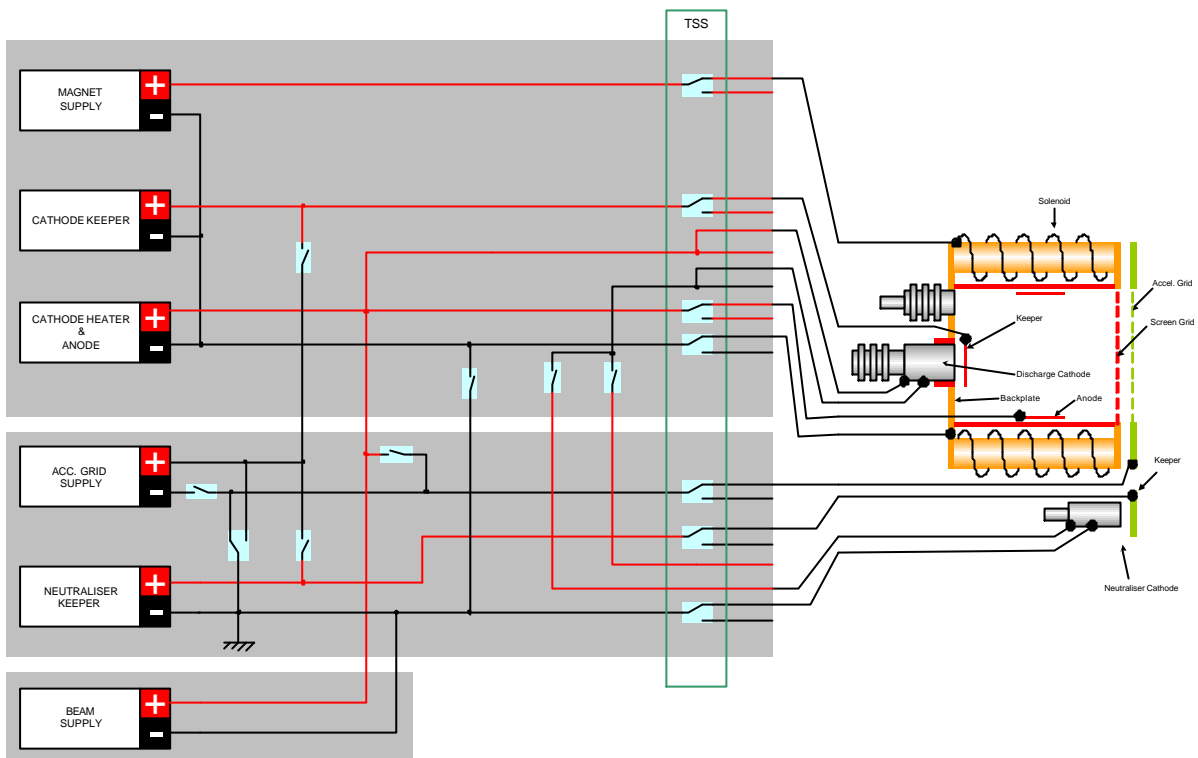 TSS
MAGNET
SUPPLY
+
-
CATHODE KEEPER
+
-
CATHODE HEATER
&
ANODE
+
-
ACC. GRID
SUPPLY
+
-
NEUTRALISER
KEEPER
+
-
BEAM
SUPPLY
+
-
Solenoid
Accel. Grid
Screen Grid
Keeper
Discharge Cathode
Backplate
Anode
Keeper
Neutraliser Cathode